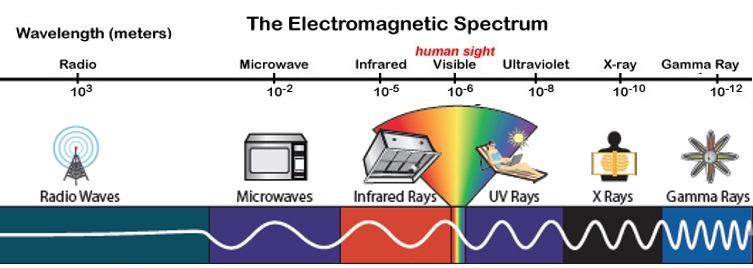 The Electromagnetic Spectrum
Wavelength (meters)
human sight
Radio Microwave Infrared Visible Ultraviolet X-ray Gamma Ray
10³ 10⁻² 10⁻⁵ 10⁻⁶ 10⁻⁸ 10⁻¹⁰ 10⁻¹²
Radio Waves Microwaves Infrared Rays UV Rays X Rays Gamma Rays